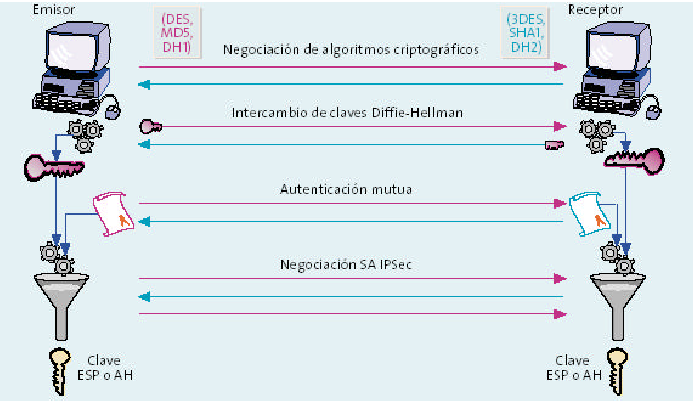 Emisor
Receptor
(DES,
MD5,
DH1)
(3DES,
SHA1,
DH2)
Negociación de algoritmos criptográficos
Intercambio de claves Diffie-Hellman
Autenticación mutua
Negociación SA IPSec
Clave
ESP o AH
Clave
ESP o AH